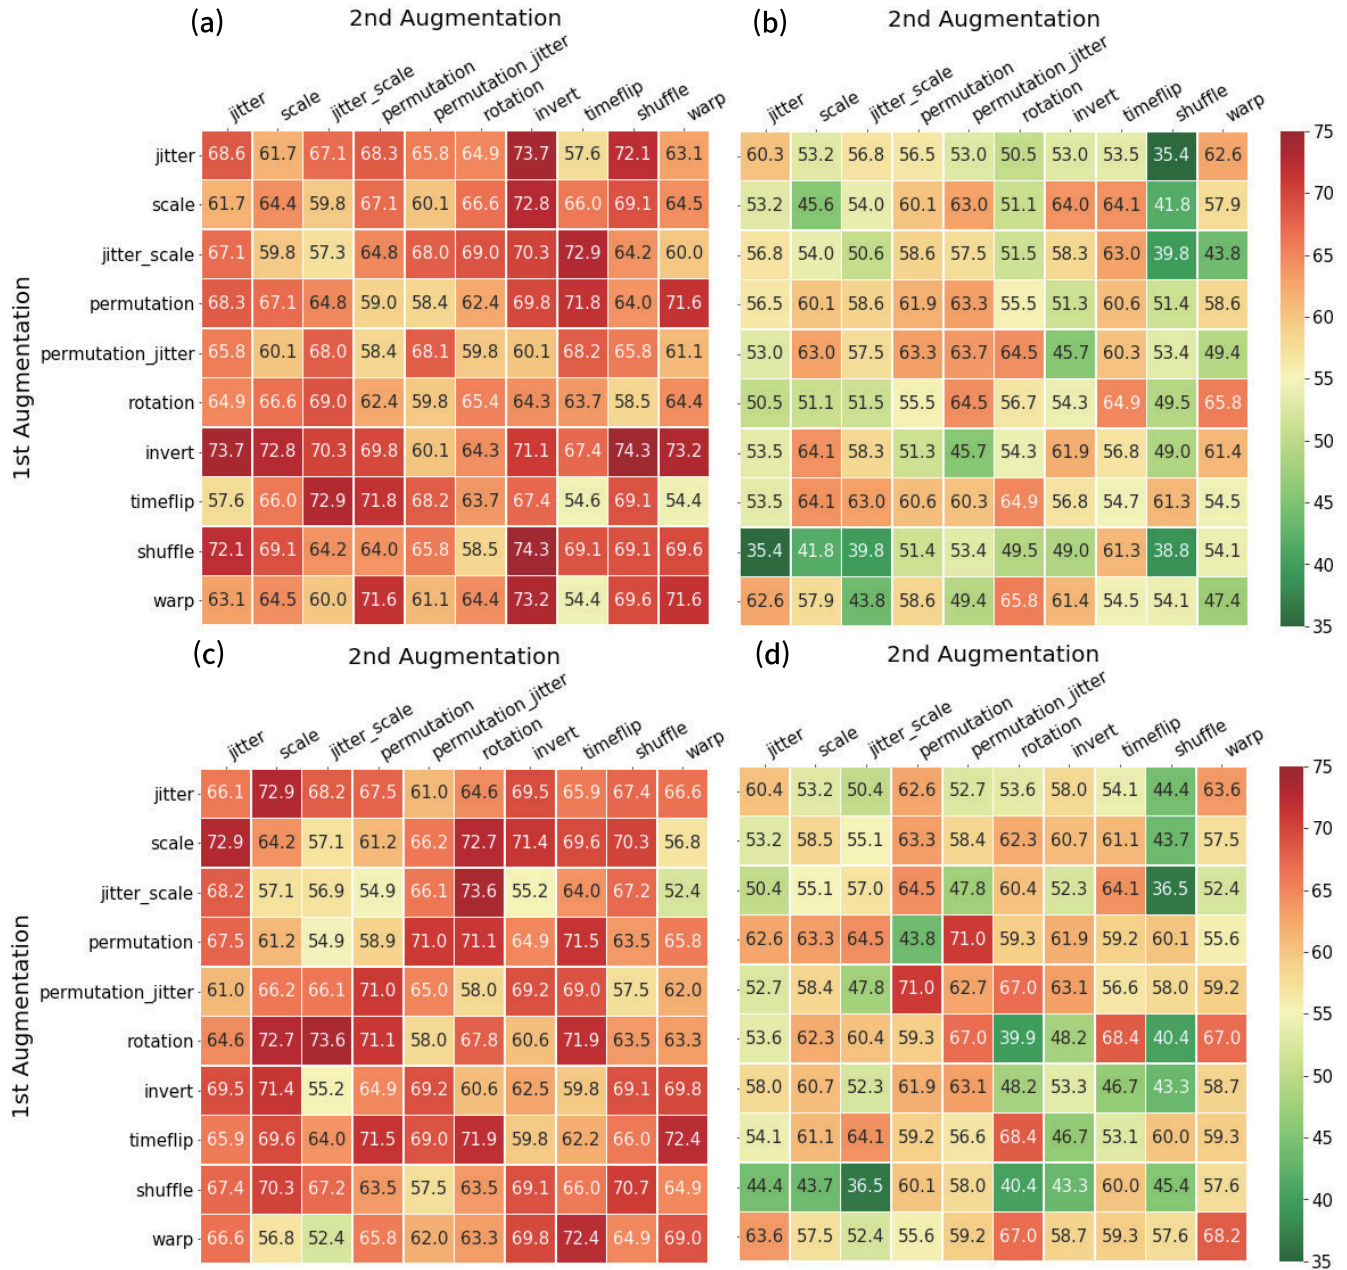 (a) 2nd Augmentation
jitter scale jitter_scale permutation permutation_jitter rotation invert timeflip shuffle warp
1st Augmentation
jitter 68.6 61.7 67.1 68.3 65.8 64.9 73.7 57.6 72.1 63.1
scale 61.7 64.4 59.8 67.1 60.1 66.6 72.8 66.0 69.1 64.5
jitter_scale 67.1 59.8 57.3 64.8 68.0 69.0 70.3 72.9 64.2 60.0
permutation 68.3 67.1 64.8 59.0 58.4 62.4 69.8 71.8 64.0 71.6
permutation_jitter 65.8 60.1 68.0 58.4 68.1 59.8 60.1 68.2 65.8 61.1
rotation 64.9 66.6 69.0 62.4 59.8 65.4 64.3 63.7 58.5 64.4
invert 73.7 72.8 70.3 69.8 60.1 64.3 71.1 67.4 74.3 73.2
timeflip 57.6 66.0 72.9 71.8 68.2 63.7 67.4 54.6 69.1 54.4
shuffle 72.1 69.1 64.2 64.0 65.8 58.5 74.3 69.1 69.1 69.6
warp 63.1 64.5 60.0 71.6 61.1 64.4 73.2 54.4 69.6 71.6
(b) 2nd Augmentation
jitter scale jitter_scale permutation permutation_jitter rotation invert timeflip shuffle warp
60.3 53.2 56.8 56.5 53.0 50.5 53.0 53.5 35.4 62.6
53.2 45.6 54.0 60.1 63.0 51.1 64.0 64.1 41.8 57.9
56.8 54.0 50.6 58.6 57.5 51.5 58.3 63.0 39.8 43.8
56.5 60.1 58.6 61.9 63.3 55.5 51.3 60.6 51.4 58.6
53.0 63.0 57.5 63.3 63.7 64.5 45.7 60.3 53.4 49.4
50.5 51.1 51.5 55.5 64.5 56.7 54.3 64.9 49.5 65.8
53.5 64.1 58.3 51.3 45.7 54.3 61.9 56.8 49.0 61.4
53.5 64.1 63.0 60.6 60.3 64.9 56.8 54.7 61.3 54.5
35.4 41.8 39.8 51.4 53.4 49.5 49.0 61.3 38.8 54.1
62.6 57.9 43.8 58.6 49.4 65.8 61.4 54.5 54.1 47.4
75
70
65
60
55
50
45
40
35
(c) 2nd Augmentation
jitter scale jitter_scale permutation permutation_jitter rotation invert timeflip shuffle warp
1st Augmentation
jitter 66.1 72.9 68.2 67.5 61.0 64.6 69.5 65.9 67.4 66.6
scale 72.9 64.2 57.1 61.2 66.2 72.7 71.4 69.6 70.3 56.8
jitter_scale 68.2 57.1 56.9 54.9 66.1 73.6 55.2 64.0 67.2 52.4
permutation 67.5 61.2 54.9 58.9 71.0 71.1 64.9 71.5 63.5 65.8
permutation_jitter 61.0 66.2 66.1 71.0 65.0 58.0 69.2 69.0 57.5 62.0
rotation 64.6 72.7 73.6 71.1 58.0 67.8 60.6 71.9 63.5 63.3
invert 69.5 71.4 55.2 64.9 69.2 60.6 62.5 59.8 69.1 69.8
timeflip 65.9 69.6 64.0 71.5 69.0 71.9 59.8 62.2 66.0 72.4
shuffle 67.4 70.3 67.2 63.5 57.5 63.5 69.1 66.0 70.7 64.9
warp 66.6 56.8 52.4 65.8 62.0 63.3 69.8 72.4 64.9 69.0
(d) 2nd Augmentation
jitter scale jitter_scale permutation permutation_jitter rotation invert timeflip shuffle warp
60.4 53.2 50.4 62.6 52.7 53.6 58.0 54.1 44.4 63.6
53.2 58.5 55.1 63.3 58.4 62.3 60.7 61.1 43.7 57.5
50.4 55.1 57.0 64.5 47.8 60.4 52.3 64.1 36.5 52.4
62.6 63.3 64.5 43.8 71.0 59.3 61.9 59.2 60.1 55.6
52.7 58.4 47.8 71.0 62.7 67.0 63.1 56.6 58.0 59.2
53.6 62.3 60.4 59.3 67.0 39.9 48.2 68.4 40.4 67.0
58.0 60.7 52.3 61.9 63.1 48.2 53.3 46.7 43.3 58.7
54.1 61.1 64.1 59.2 56.6 68.4 46.7 53.1 60.0 59.3
44.4 43.7 36.5 60.1 58.0 40.4 43.3 60.0 45.4 57.6
63.6 57.5 52.4 55.6 59.2 67.0 58.7 59.3 57.6 68.2
75
70
65
60
55
50
45
40
35